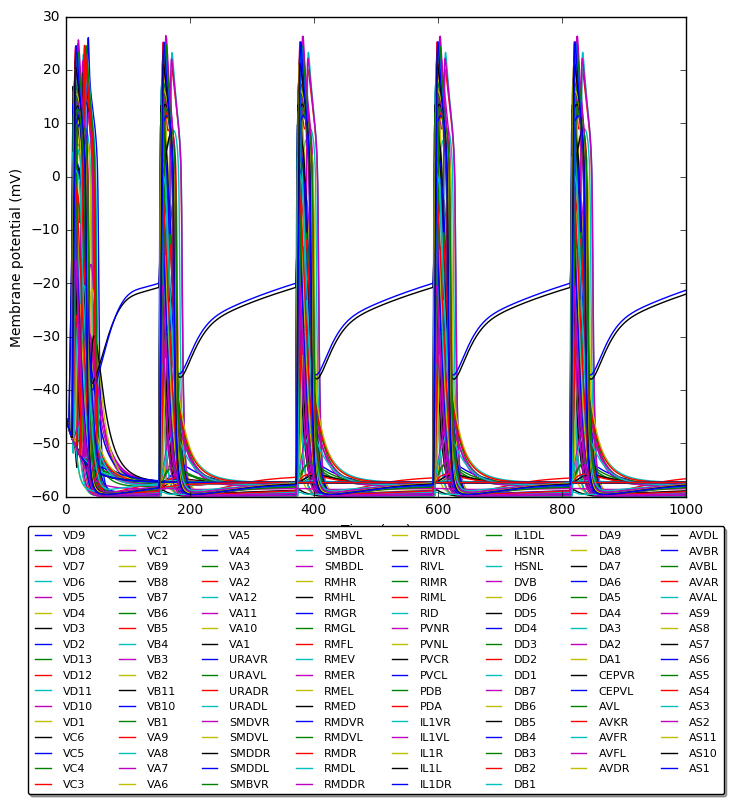 30
20
10
0
−10
−20
−30
−40
−50
−60
Membrane potential (mV)
0 200 400 600 800 1000
VD9
VD8
VD7
VD6
VD5
VD4
VD3
VD2
VD13
VD12
VD11
VD10
VD1
VC6
VC5
VC4
VC3
VC2
VC1
VB9
VB8
VB7
VB6
VB5
VB4
VB3
VB2
VB11
VB10
VB1
VA9
VA8
VA7
VA6
VA5
VA4
VA3
VA2
VA12
VA11
VA10
VA1
URAVR
URAVL
URADR
URADL
SMDVR
SMDVL
SMDDR
SMDDL
SMBVR
SMBVL
SMBDR
SMBDL
RMHR
RMHL
RMGR
RMGL
RMFL
RMEV
RMER
RMEL
RMED
RMDVR
RMDVL
RMDR
RMDL
RMDDR
RMDDL
RIVR
RIVL
RIMR
RIML
RID
PVNR
PVNL
PVCR
PVCL
PDB
PDA
IL1VR
IL1VL
IL1R
IL1L
IL1DR
IL1DL
HSNR
HSNL
DVB
DD6
DD5
DD4
DD3
DD2
DD1
DB7
DB6
DB5
DB4
DB3
DB2
DB1
DA9
DA8
DA7
DA6
DA5
DA4
DA3
DA2
DA1
CEPVR
CEPVL
AVL
AVKR
AVFR
AVFL
AVDR
AVDL
AVBR
AVBL
AVAR
AVAL
AS9
AS8
AS7
AS6
AS5
AS4
AS3
AS2
AS11
AS10
AS1